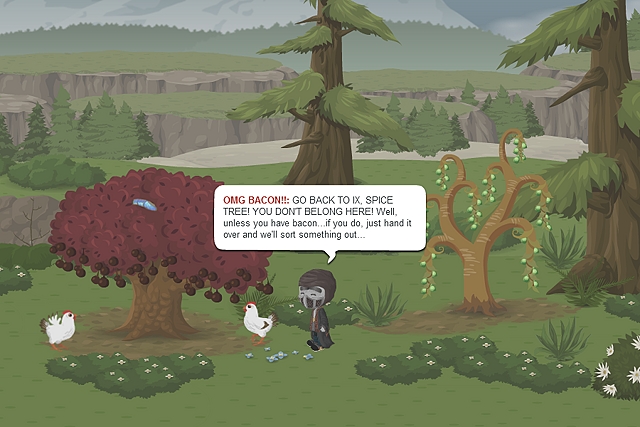 OMG BACON!!: GO BACK TO IX, SPICE
TREE! YOU DON'T BELONG HERE! Well,
unless you have bacon...if you do, just hand it
over and we'll sort something out...